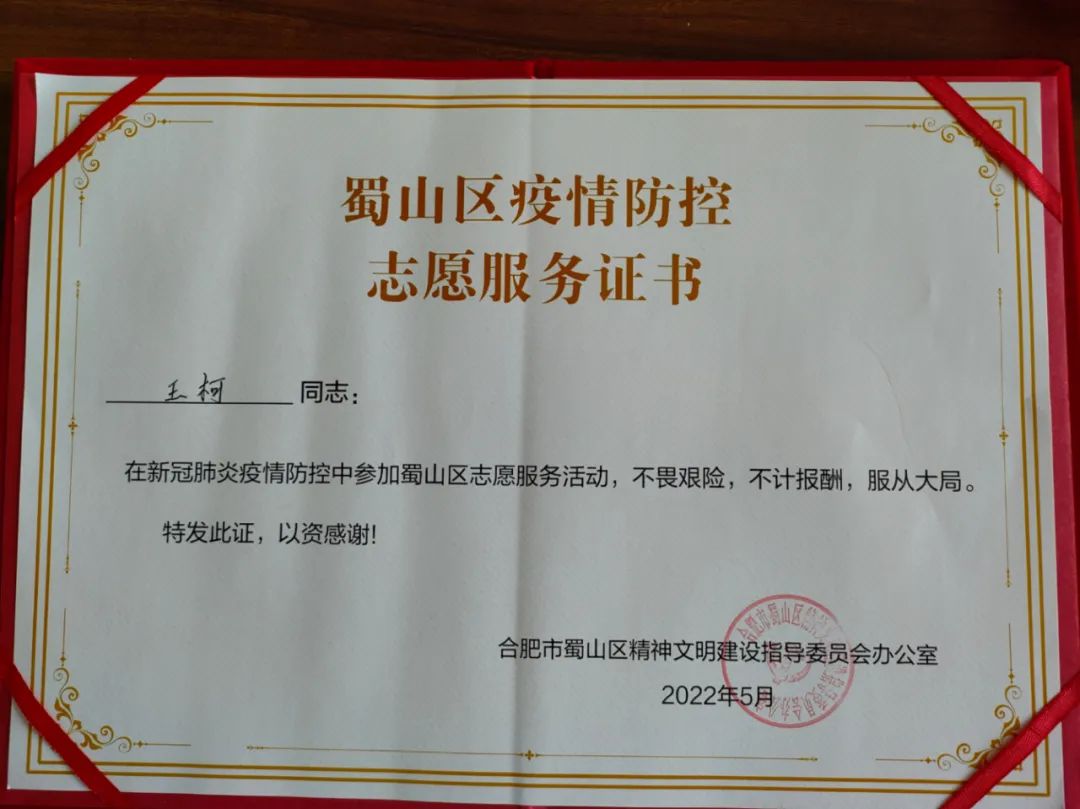 蜀山区疫情防控
志愿服务证书
王柯 同志：
在新冠肺炎疫情防控中参加蜀山区志愿服务活动，不畏艰险，不计报酬，服从大局。
特发此证，以资感谢！
合肥市蜀山区精神文明建设指导委员会办公室
2022年5月